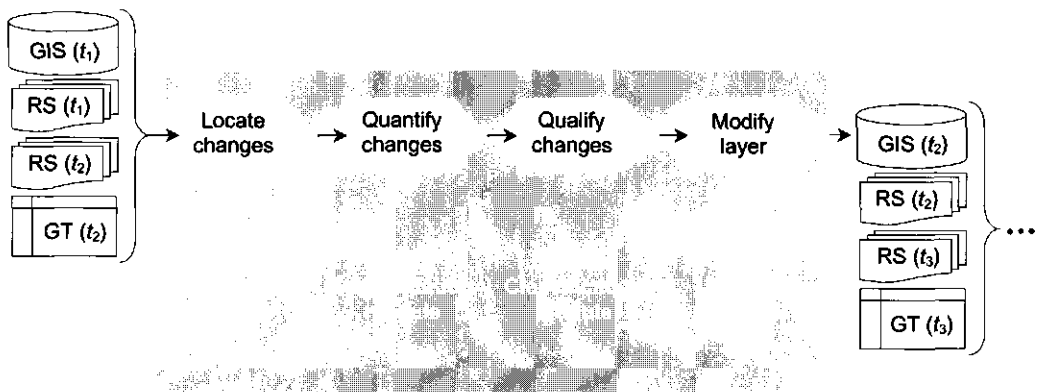 GIS (t₁)
RS (t₁)
RS (t₂)
GT (t₂)
Locate
changes
Quantify
changes
Qualify
changes
Modify
layer
GIS (t₂)
RS (t₂)
RS (t₃)
GT (t₃)
...